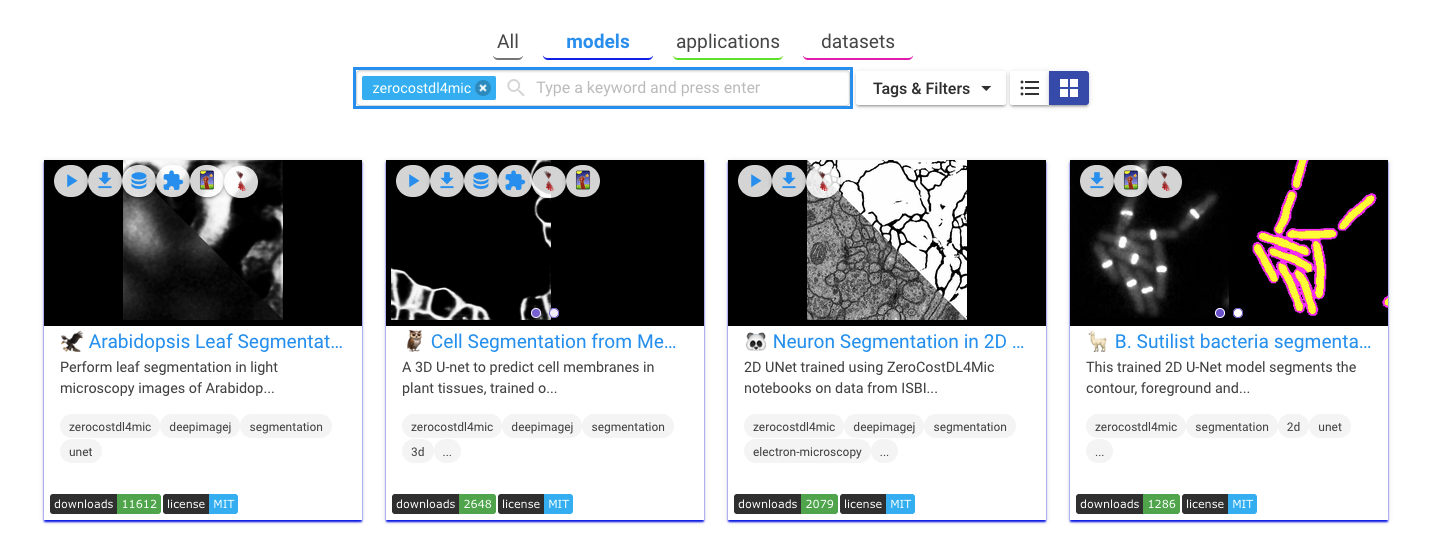 All models applications datasets
zerocostdl4mic Type a keyword and press enter Tags & Filters
Arabidopsis Leaf Segmentat...
Perform leaf segmentation in light
microscopy images of Arabidop...
zerocostdl4mic deepimagej segmentation
unet
downloads 11612 license MIT
Cell Segmentation from Me...
A 3D U-net to predict cell membranes in
plant tissues, trained o...
zerocostdl4mic deepimagej segmentation
3d ...
downloads 2648 license MIT
Neuron Segmentation in 2D ...
2D UNet trained using ZeroCostDL4Mic
notebooks on data from ISBI...
zerocostdl4mic deepimagej segmentation
electron-microscopy ...
downloads 2079 license MIT
B. Sutilist bacteria segmenta...
This trained 2D U-Net model segments the
contour, foreground and...
zerocostdl4mic segmentation 2d unet
...
downloads 1286 license MIT